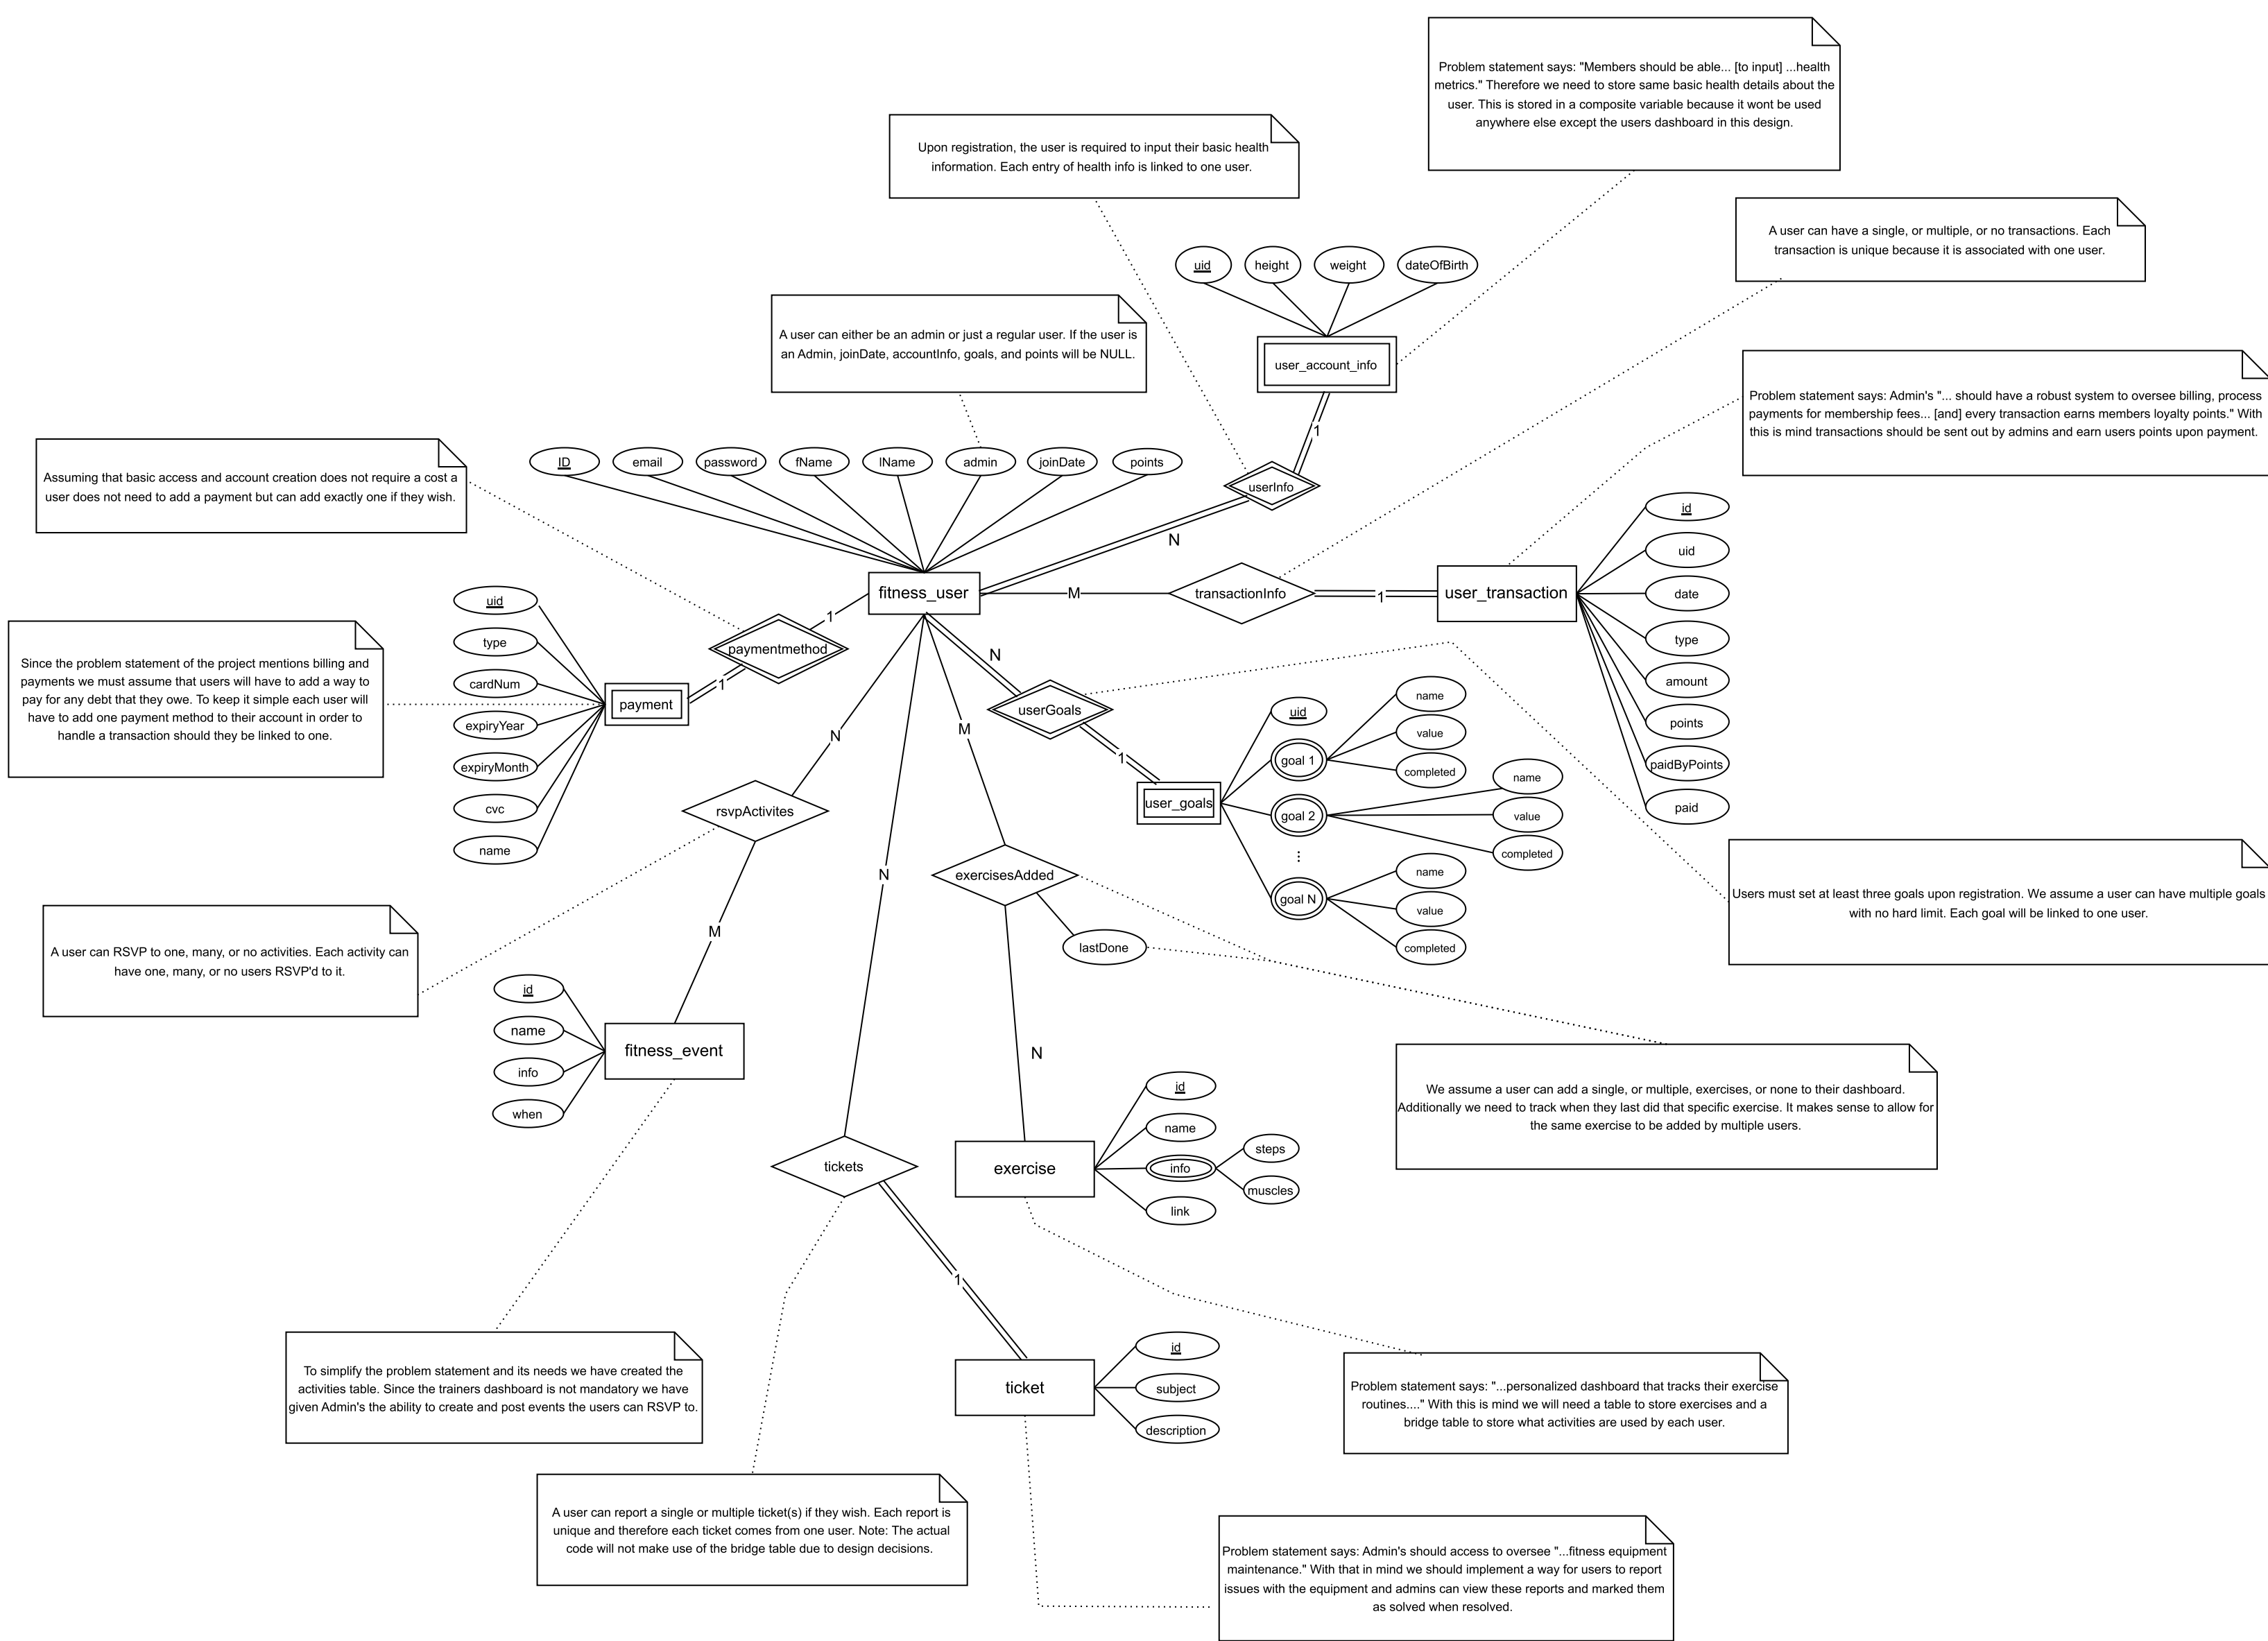 Problem statement says: "Members should be able... [to input] ...health
metrics." Therefore we need to store same basic health details about the
user. This is stored in a composite variable because it wont be used
anywhere else except the users dashboard in this design.
Upon registration, the user is required to input their basic health
information. Each entry of health info is linked to one user.
A user can have a single, or multiple, or no transactions. Each
transaction is unique because it is associated with one user.
uid
height
weight
dateOfBirth
A user can either be an admin or just a regular user. If the user is
an Admin, joinDate, accountInfo, goals, and points will be NULL.
user_account_info
Problem statement says: Admin's "... should have a robust system to oversee billing, process
payments for membership fees... [and] every transaction earns members loyalty points." With
this is mind transactions should be sent out by admins and earn users points upon payment.
1
Assuming that basic access and account creation does not require a cost a
user does not need to add a payment but can add exactly one if they wish.
ID
email
password
fName
lName
admin
joinDate
points
userInfo
N
fitness_user
M
transactionInfo
1
user_transaction
id
uid
date
type
amount
points
paidByPoints
paid
uid
type
cardNum
expiryYear
expiryMonth
cvc
name
1
paymentmethod
1
payment
Since the problem statement of the project mentions billing and
payments we must assume that users will have to add a way to
pay for any debt that they owe. To keep it simple each user will
have to add one payment method to their account in order to
handle a transaction should they be linked to one.
N
userGoals
1
user_goals
uid
goal 1
name
value
completed
goal 2
name
value
completed
⋮
goal N
name
value
completed
Users must set at least three goals upon registration. We assume a user can have multiple goals
with no hard limit. Each goal will be linked to one user.
N
rsvpActivites
M
A user can RSVP to one, many, or no activities. Each activity can
have one, many, or no users RSVP'd to it.
M
exercisesAdded
lastDone
N
N
id
name
info
when
fitness_event
We assume a user can add a single, or multiple, exercises, or none to their dashboard.
Additionally we need to track when they last did that specific exercise. It makes sense to allow for
the same exercise to be added by multiple users.
tickets
exercise
id
name
info
steps
muscles
link
1
To simplify the problem statement and its needs we have created the
activities table. Since the trainers dashboard is not mandatory we have
given Admin's the ability to create and post events the users can RSVP to.
ticket
id
subject
description
Problem statement says: "...personalized dashboard that tracks their exercise
routines...." With this is mind we will need a table to store exercises and a
bridge table to store what activities are used by each user.
A user can report a single or multiple ticket(s) if they wish. Each report is
unique and therefore each ticket comes from one user. Note: The actual
code will not make use of the bridge table due to design decisions.
Problem statement says: Admin's should access to oversee "...fitness equipment
maintenance." With that in mind we should implement a way for users to report
issues with the equipment and admins can view these reports and marked them
as solved when resolved.